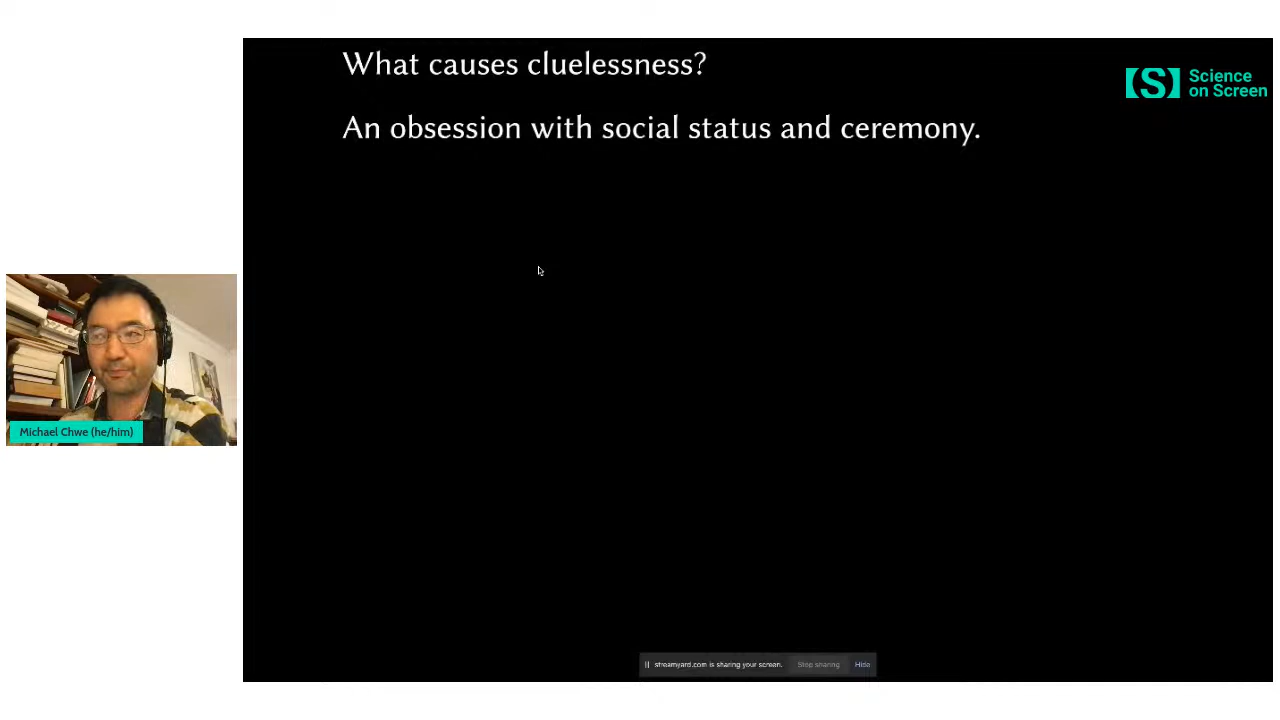 What causes cluelessness?
An obsession with social status and ceremony.
[S] Science
on Screen
Michael Chwe (he/him)
streamyard.com is sharing your screen. Stop sharing Hide